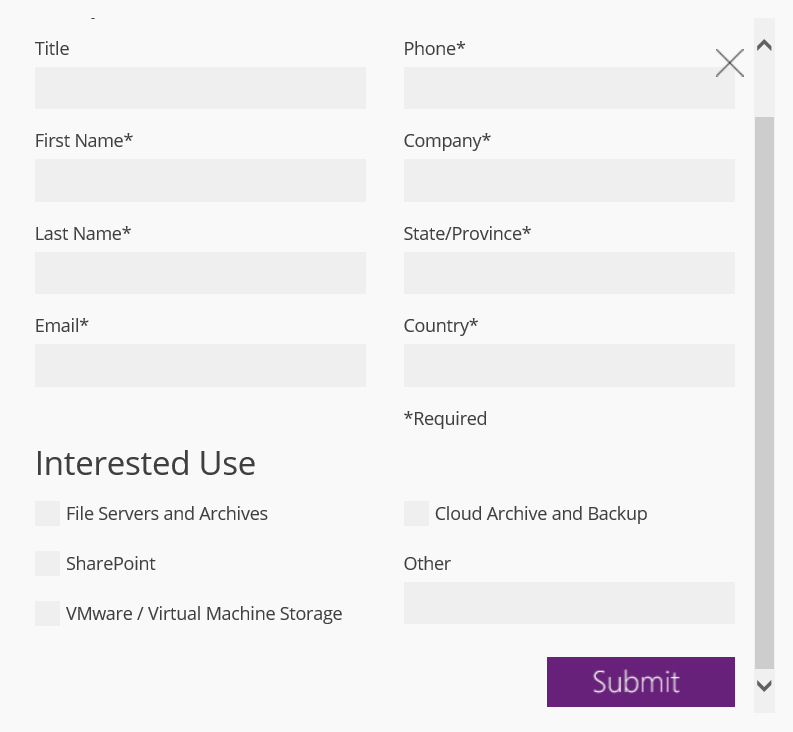 Title
Phone*
First Name*
Company*
Last Name*
State/Province*
Email*
Country*
*Required
Interested Use
File Servers and Archives
Cloud Archive and Backup
SharePoint
Other
VMware / Virtual Machine Storage
Submit